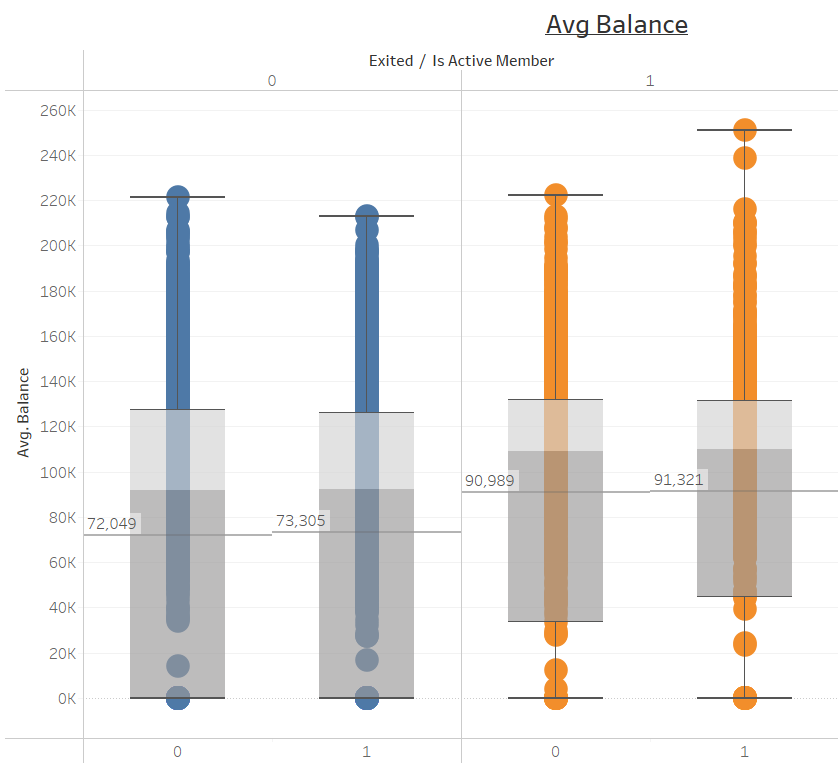 Avg Balance
Exited / Is Active Member
0 1
260K
240K
220K
200K
180K
160K
140K
120K
100K
80K
60K
40K
20K
0K
Avg. Balance
72,049
73,305
90,989
91,321
0 1 0 1